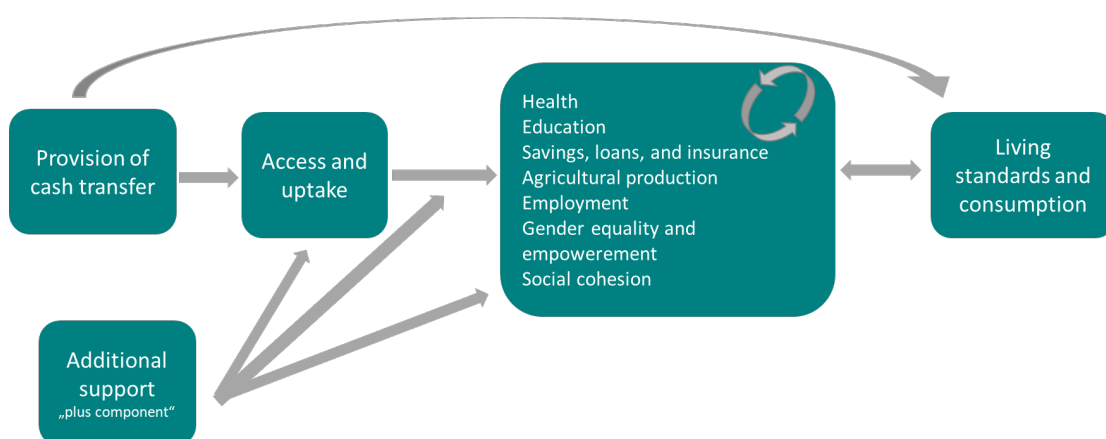 Provision of
cash transfer
Access and
uptake
Health
Education
Savings, loans, and insurance
Agricultural production
Employment
Gender equality and
empowerement
Social cohesion
Living
standards and
consumption
Additional
support
„plus component“